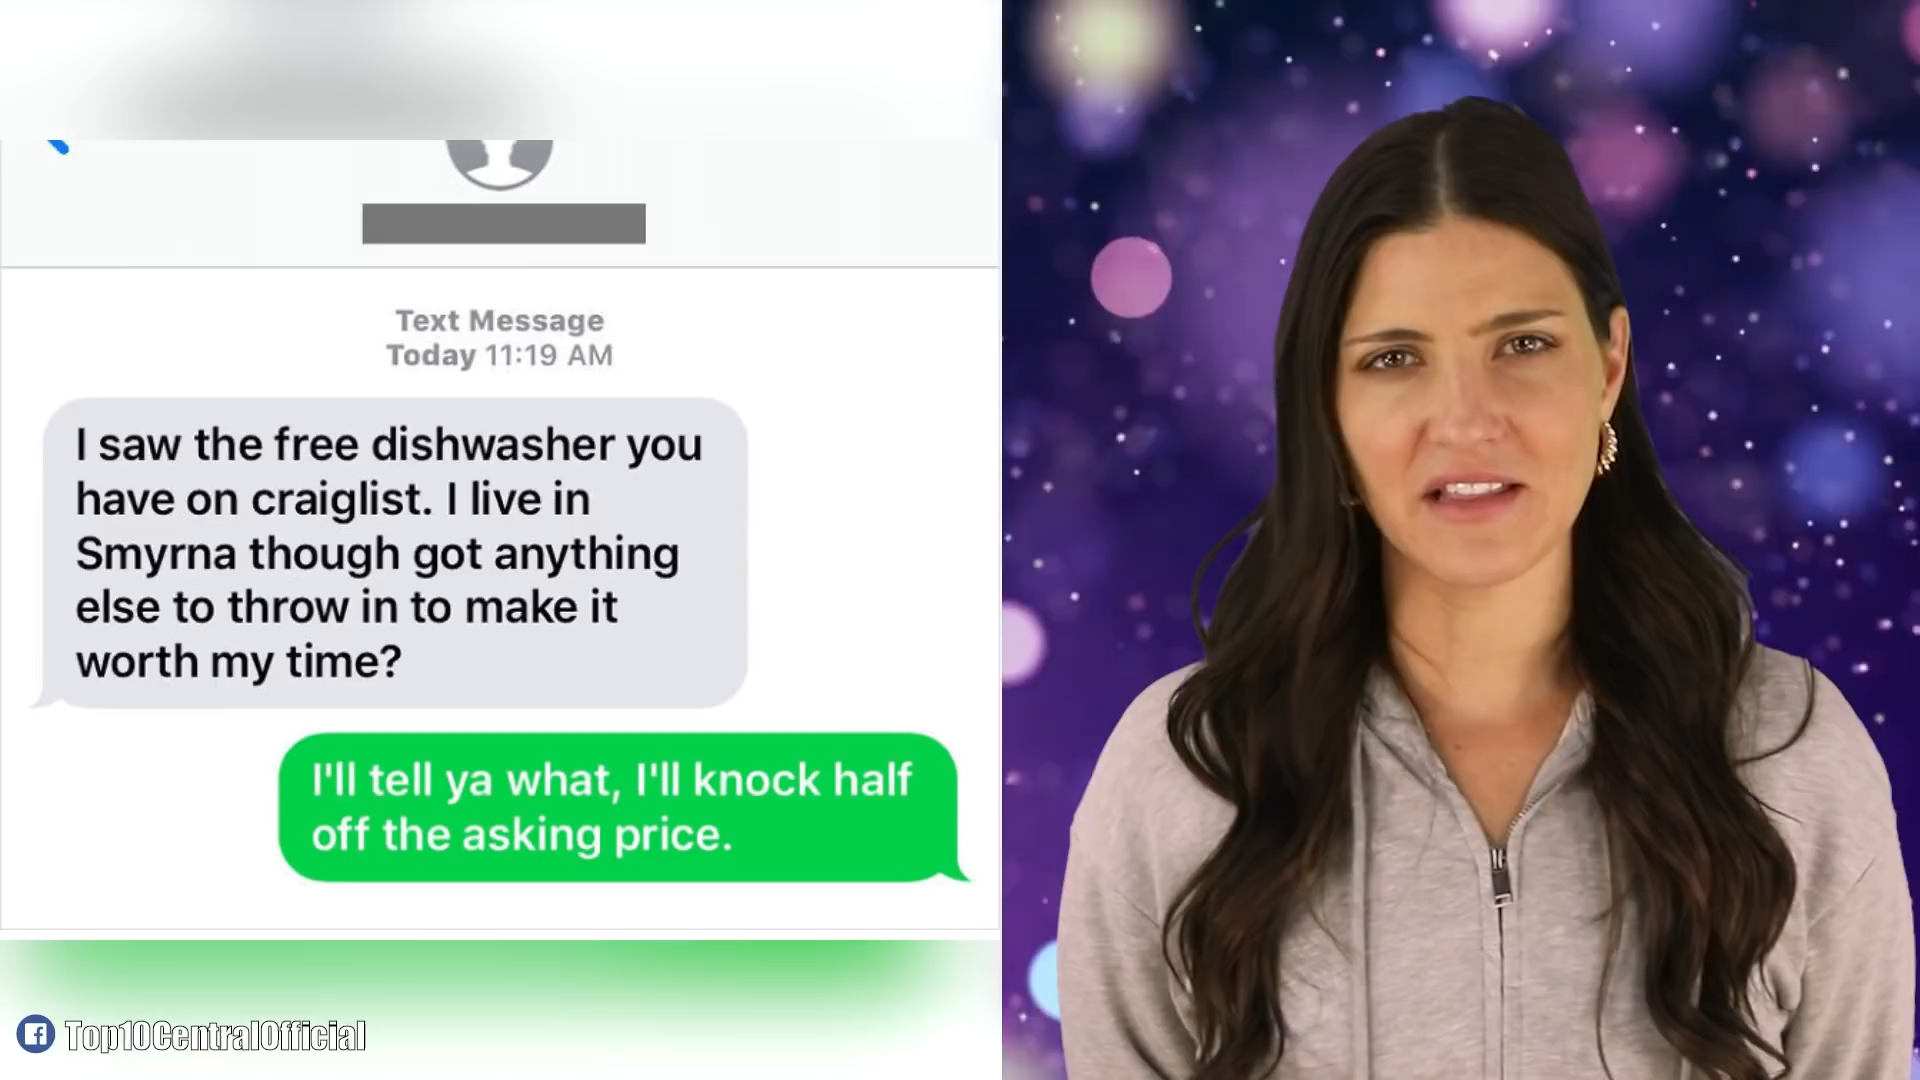 Text Message
Today 11:19 AM
I saw the free dishwasher you
have on craiglist. I live in
Smyrna though got anything
else to throw in to make it
worth my time?
I'll tell ya what, I'll knock half
off the asking price.
Top10CentralOfficial